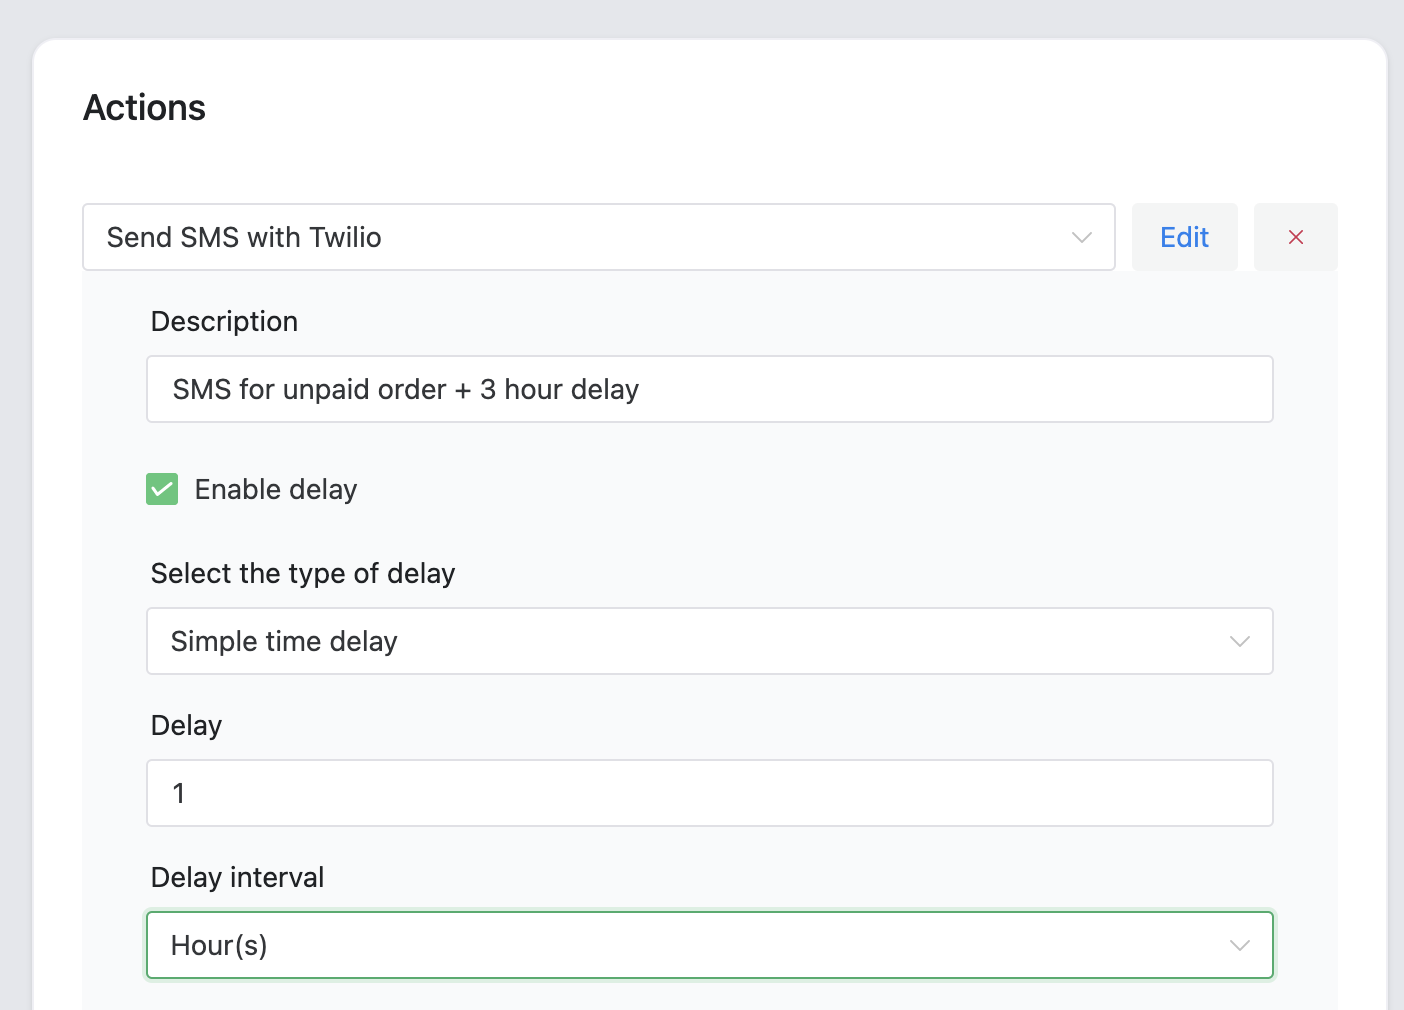 Actions
Send SMS with Twilio
Edit
Description
SMS for unpaid order + 3 hour delay
Enable delay
Select the type of delay
Simple time delay
Delay
1
Delay interval
Hour(s)